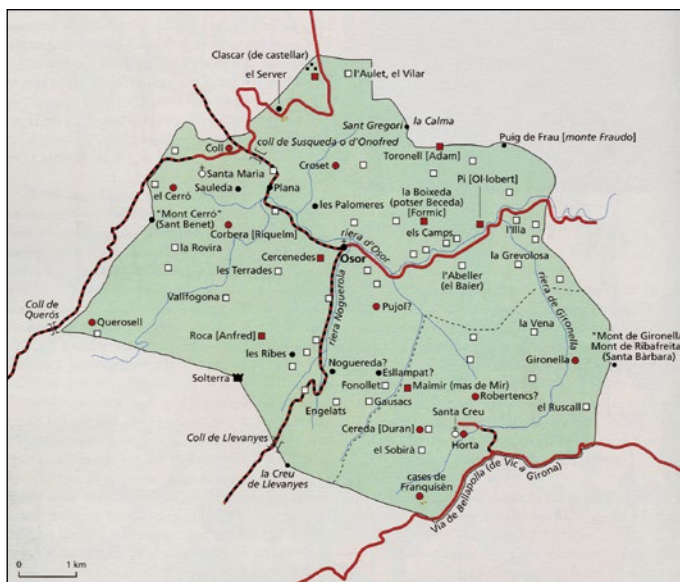 Clascar (de castellar)
el Server
l'Aulet, el Vilar
Sant Gregori
la Calma
Puig de Frau [monte Fraudo]
coll de Susqueda o d'Onofred
Coll
Toronell [Adam]
Croset
Santa Maria
Pi [Ol·lobert]
el Cerró
Sauleda
Plana
la Boixeda
(potser Beceda)
[Formic]
"Mont Cerró"
(Sant Benet)
les Palomeres
Corbera [Riquelm]
els Camps
l'Illa
riera d'Osor
Osor
la Rovira
Cercenedes
la Grevolosa
les Terrades
l'Abeller
(el Baier)
riera de Gironella
Vallfogona
riera Noguerola
Pujol?
Coll de
Querós
Querosell
la Vena
Roca [Anfred]
"Mont de Gironella"
Mont de Ribafreita"
(Santa Bàrbara)
les Ribes
Gironella
Noguereda?
Esllampat?
Solterra
Fonollet
Maimir (mas de Mir)
Robertencs?
Engelats
Gausacs
Santa Creu
el Ruscall
Cereda [Duran]
Horta
Coll de Llevanyes
el Sobirà
la Creu
de Llevanyes
cases de
Franquisèn
Via de Bellapolla (de Vic a Girona)
0
1 km